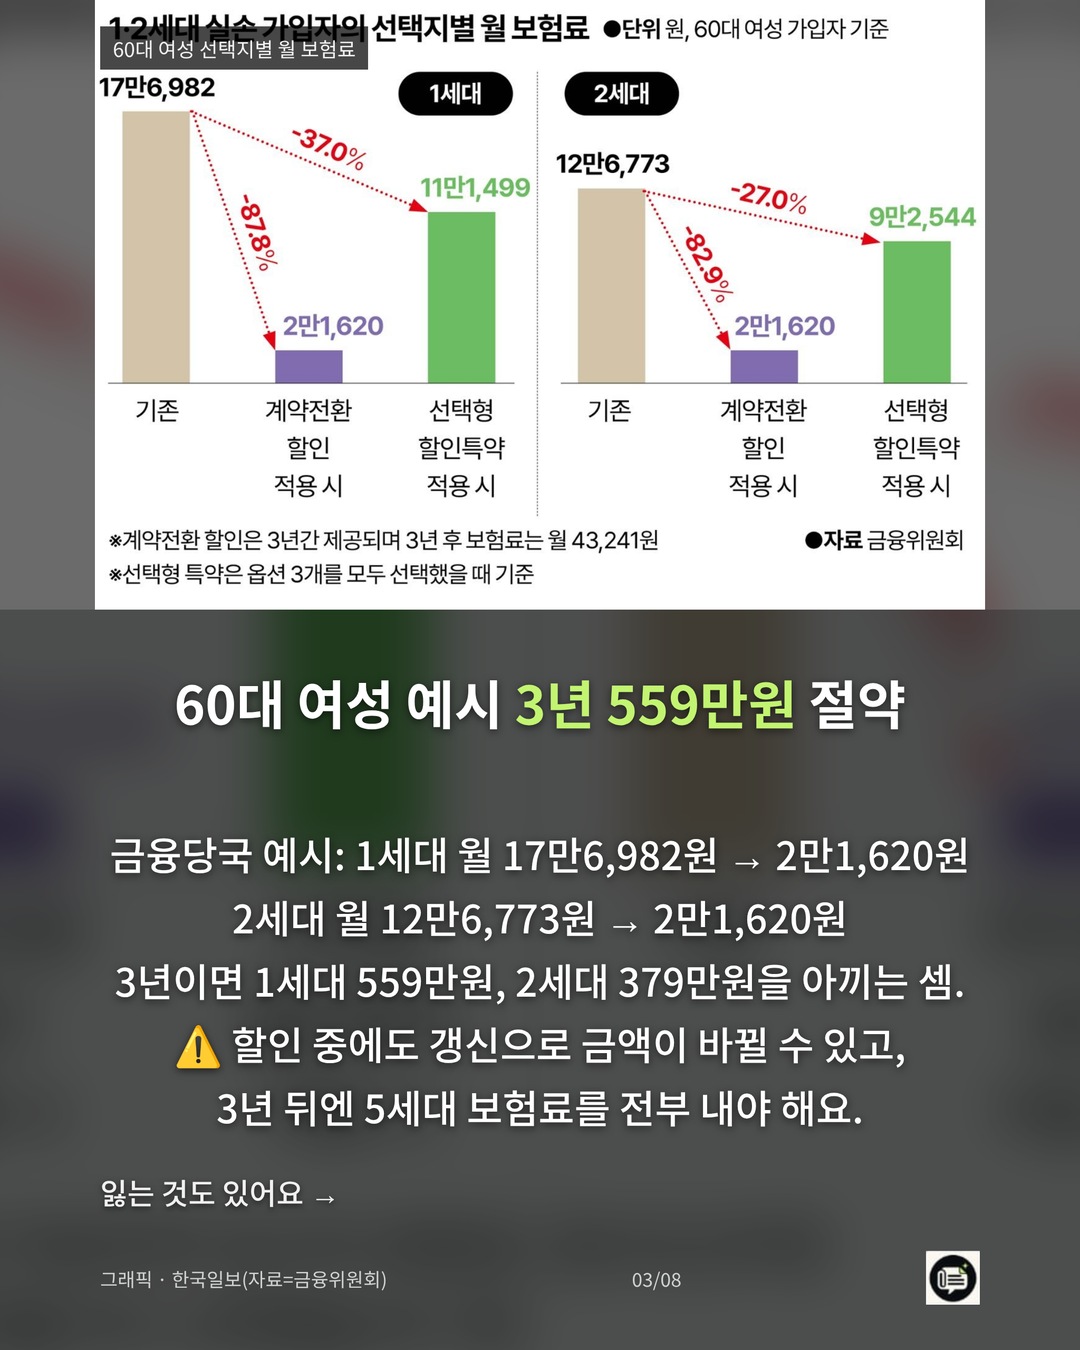 1·2세대 실손 가입자의 선택지별 월 보험료 ●단위 원, 60대 여성 가입자 기준
60대 여성 선택지별 월 보험료
17만6,982
1세대
-37.0%
-87.8%
11만1,499
2만1,620
기존
계약전환
할인
적용 시
선택형
할인특약
적용 시
2세대
12만6,773
-27.0%
-82.9%
9만2,544
2만1,620
기존
계약전환
할인
적용 시
선택형
할인특약
적용 시
※계약전환 할인은 3년간 제공되며 3년 후 보험료는 월 43,241원
●자료 금융위원회
※선택형 특약은 옵션 3개를 모두 선택했을 때 기준
60대 여성 예시 3년 559만원 절약
금융당국 예시: 1세대 월 17만6,982원 → 2만1,620원
2세대 월 12만6,773원 → 2만1,620원
3년이면 1세대 559만원, 2세대 379만원을 아끼는 셈.
⚠️ 할인 중에도 갱신으로 금액이 바뀔 수 있고,
3년 뒤엔 5세대 보험료를 전부 내야 해요.
잃는 것도 있어요 →
그래픽 · 한국일보(자료=금융위원회)
03/08